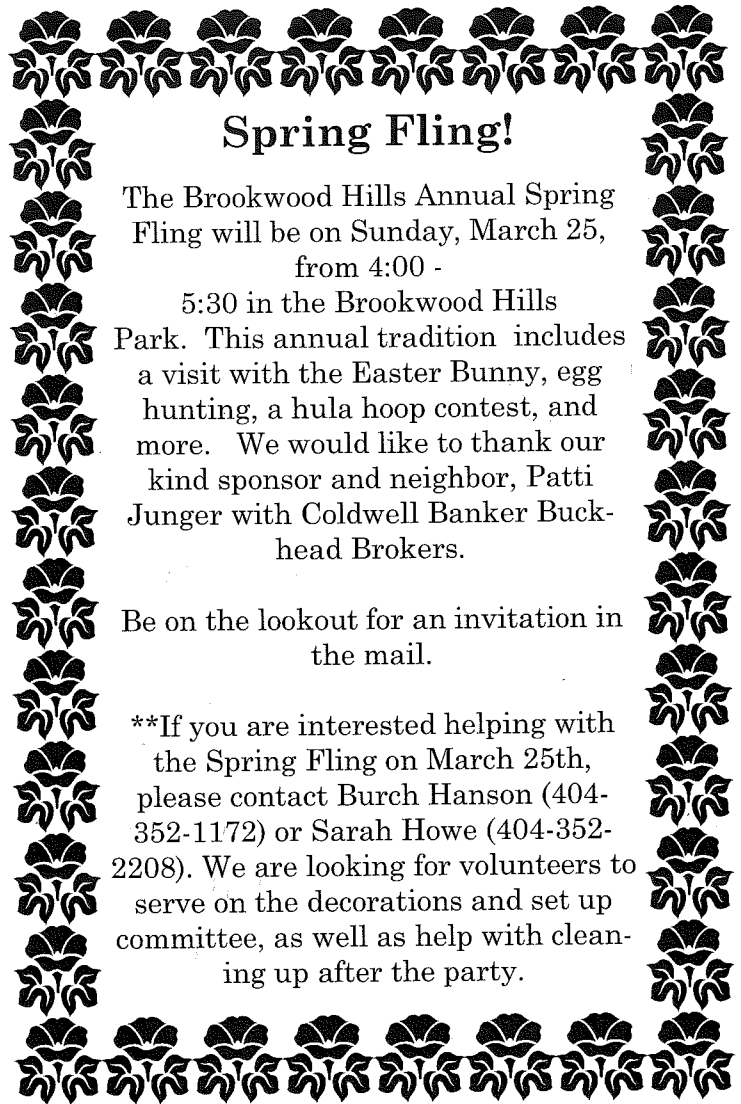 Spring Fling!
The Brookwood Hills Annual Spring
Fling will be on Sunday, March 25,
from 4:00 -
5:30 in the Brookwood Hills
Park.  This annual tradition  includes
a visit with the Easter Bunny, egg
hunting, a hula hoop contest, and
more.   We would like to thank our
kind sponsor and neighbor, Patti
Junger with Coldwell Banker Buck-
head Brokers.
Be on the lookout for an invitation in
the mail.
**If you are interested helping with
the Spring Fling on March 25th,
please contact Burch Hanson (404-
352-1172) or Sarah Howe (404-352-
2208). We are looking for volunteers to
serve on the decorations and set up
committee, as well as help with clean-
ing up after the party.